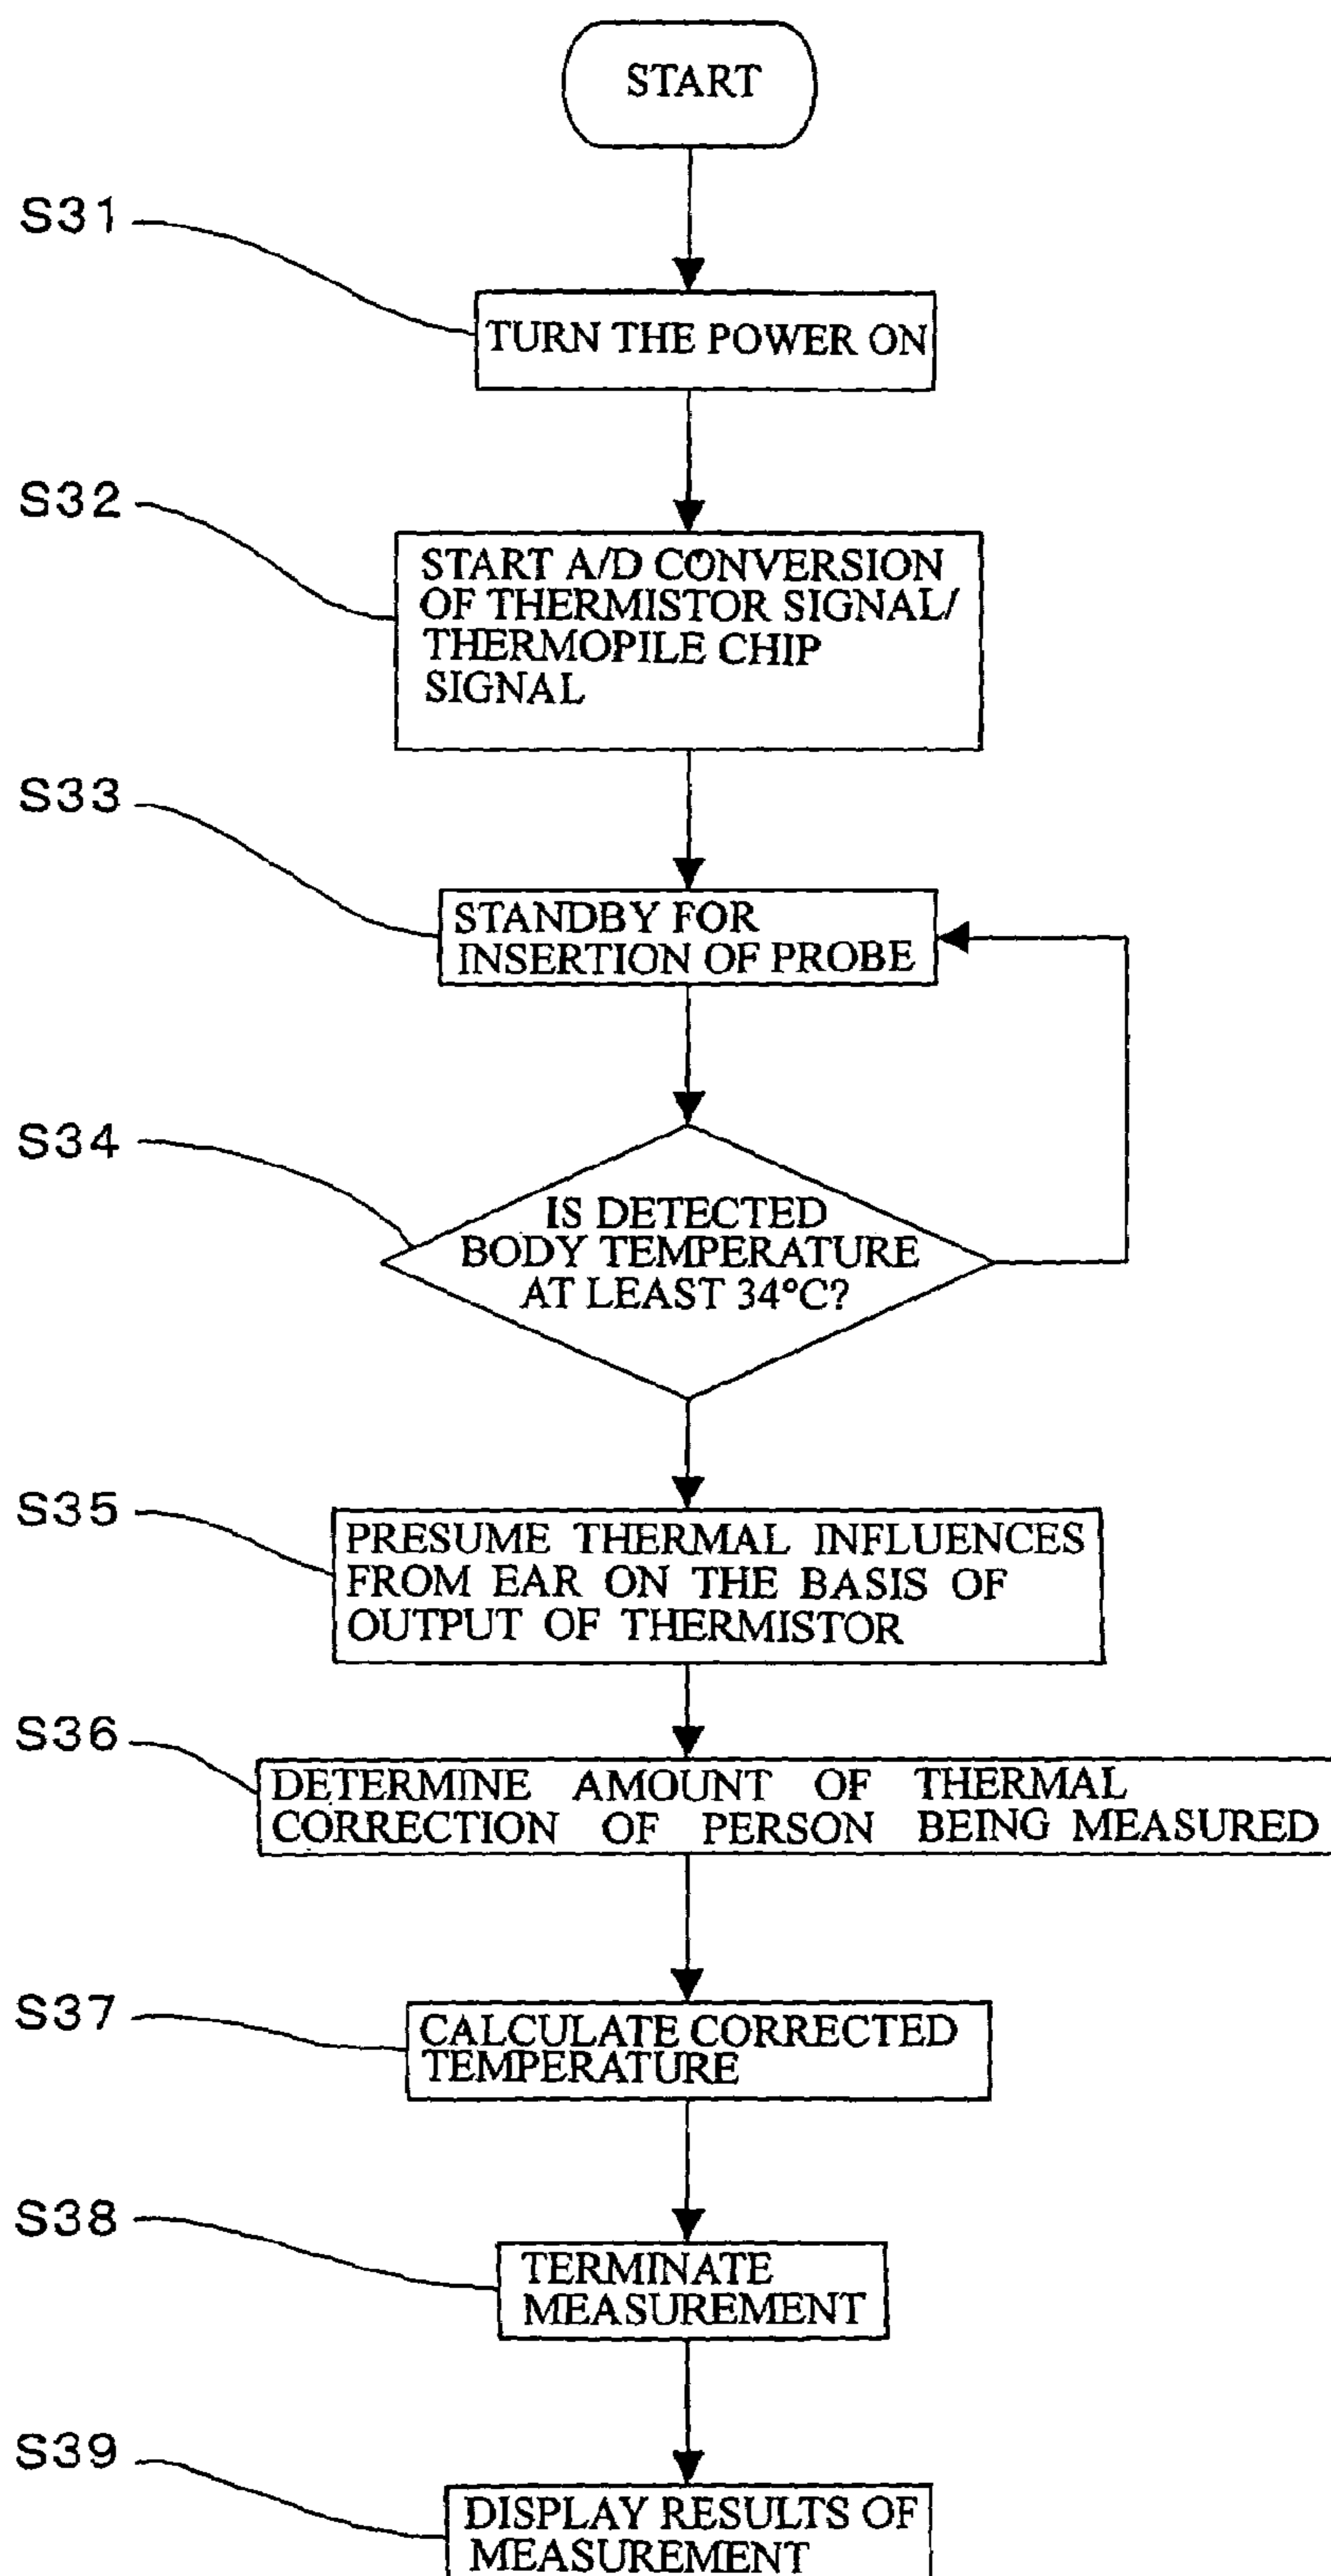 START
S31
TURN THE POWER ON
S32
START A/D CONVERSION
OF THERMISTOR SIGNAL/
THERMOPILE CHIP
SIGNAL
S33
STANDBY FOR
INSERTION OF PROBE
S34
IS DETECTED
BODY TEMPERATURE
AT LEAST 34°C?
S35
PRESUME THERMAL INFLUENCES
FROM EAR ON THE BASIS OF
OUTPUT OF THERMISTOR
S36
DETERMINE AMOUNT OF THERMAL
CORRECTION OF PERSON BEING MEASURED
S37
CALCULATE CORRECTED
TEMPERATURE
S38
TERMINATE
MEASUREMENT
S39
DISPLAY RESULTS OF
MEASUREMENT